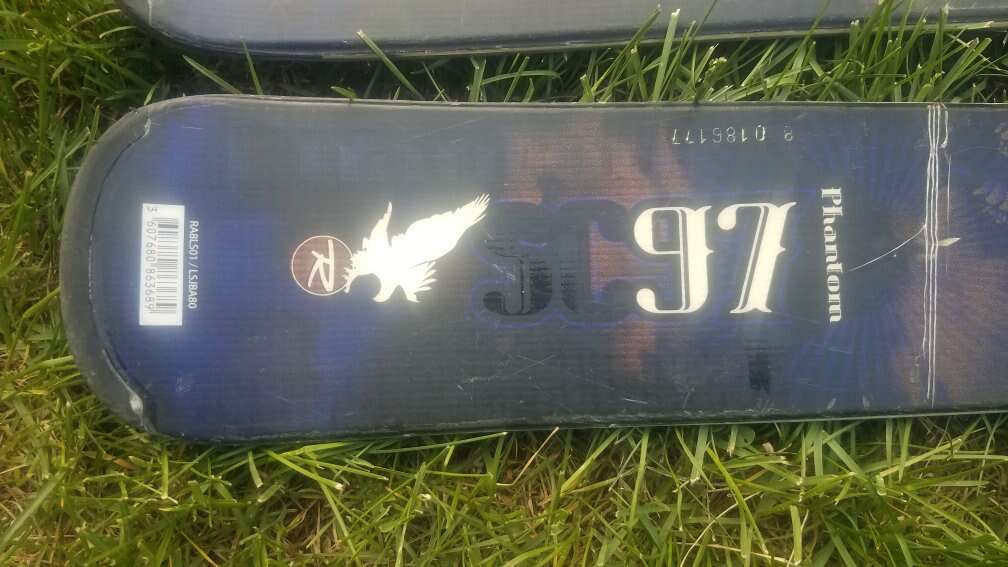 RABLS01 / LSJBA80
3 607680 863689
R
SC97
Phantom
R 0186177